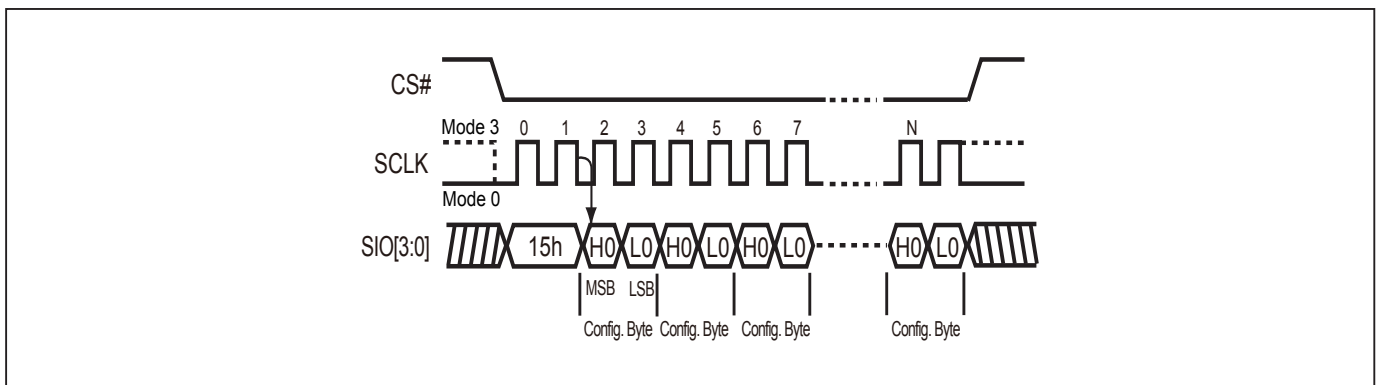 CS#
Mode 3 0 1 2 3 4 5 6 7 N
SCLK
Mode 0
SIO[3:0] 15h H0 L0 H0 L0 H0 L0 H0 L0
MSB LSB
Config. Byte Config. Byte Config. Byte Config. Byte